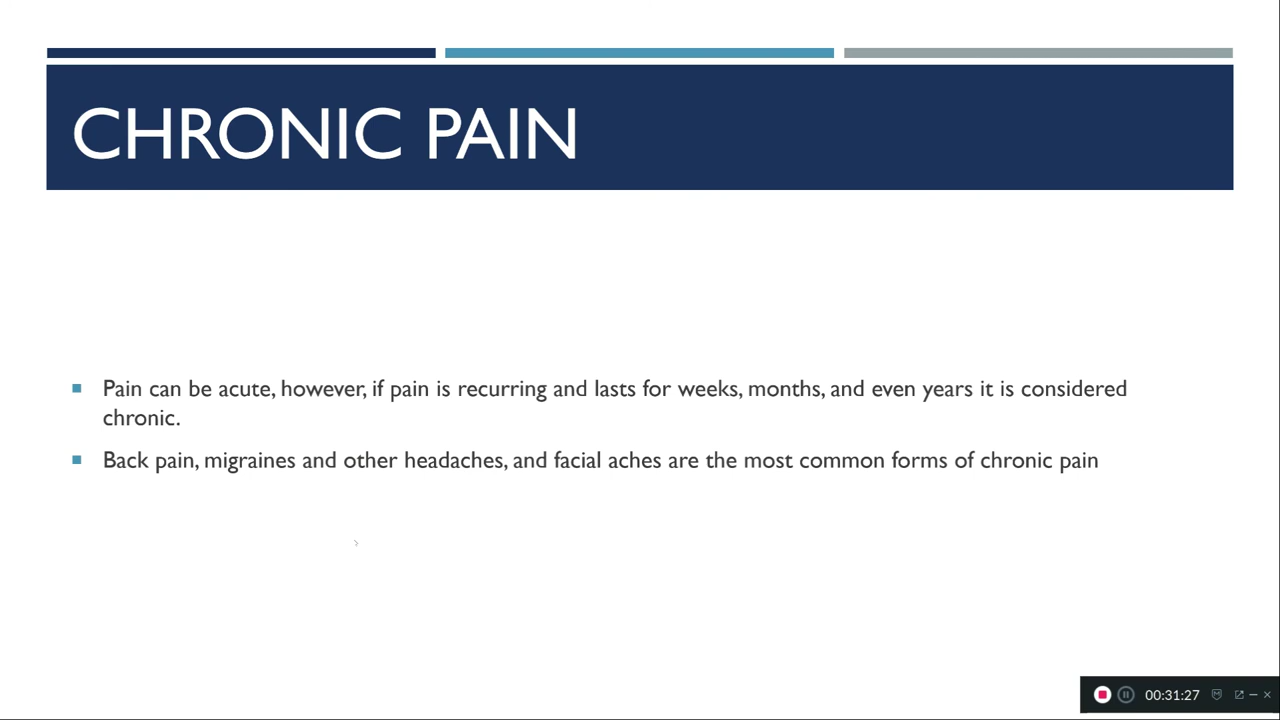 CHRONIC PAIN
Pain can be acute, however, if pain is recurring and lasts for weeks, months, and even years it is considered
chronic.
Back pain, migraines and other headaches, and facial aches are the most common forms of chronic pain
00:31:27